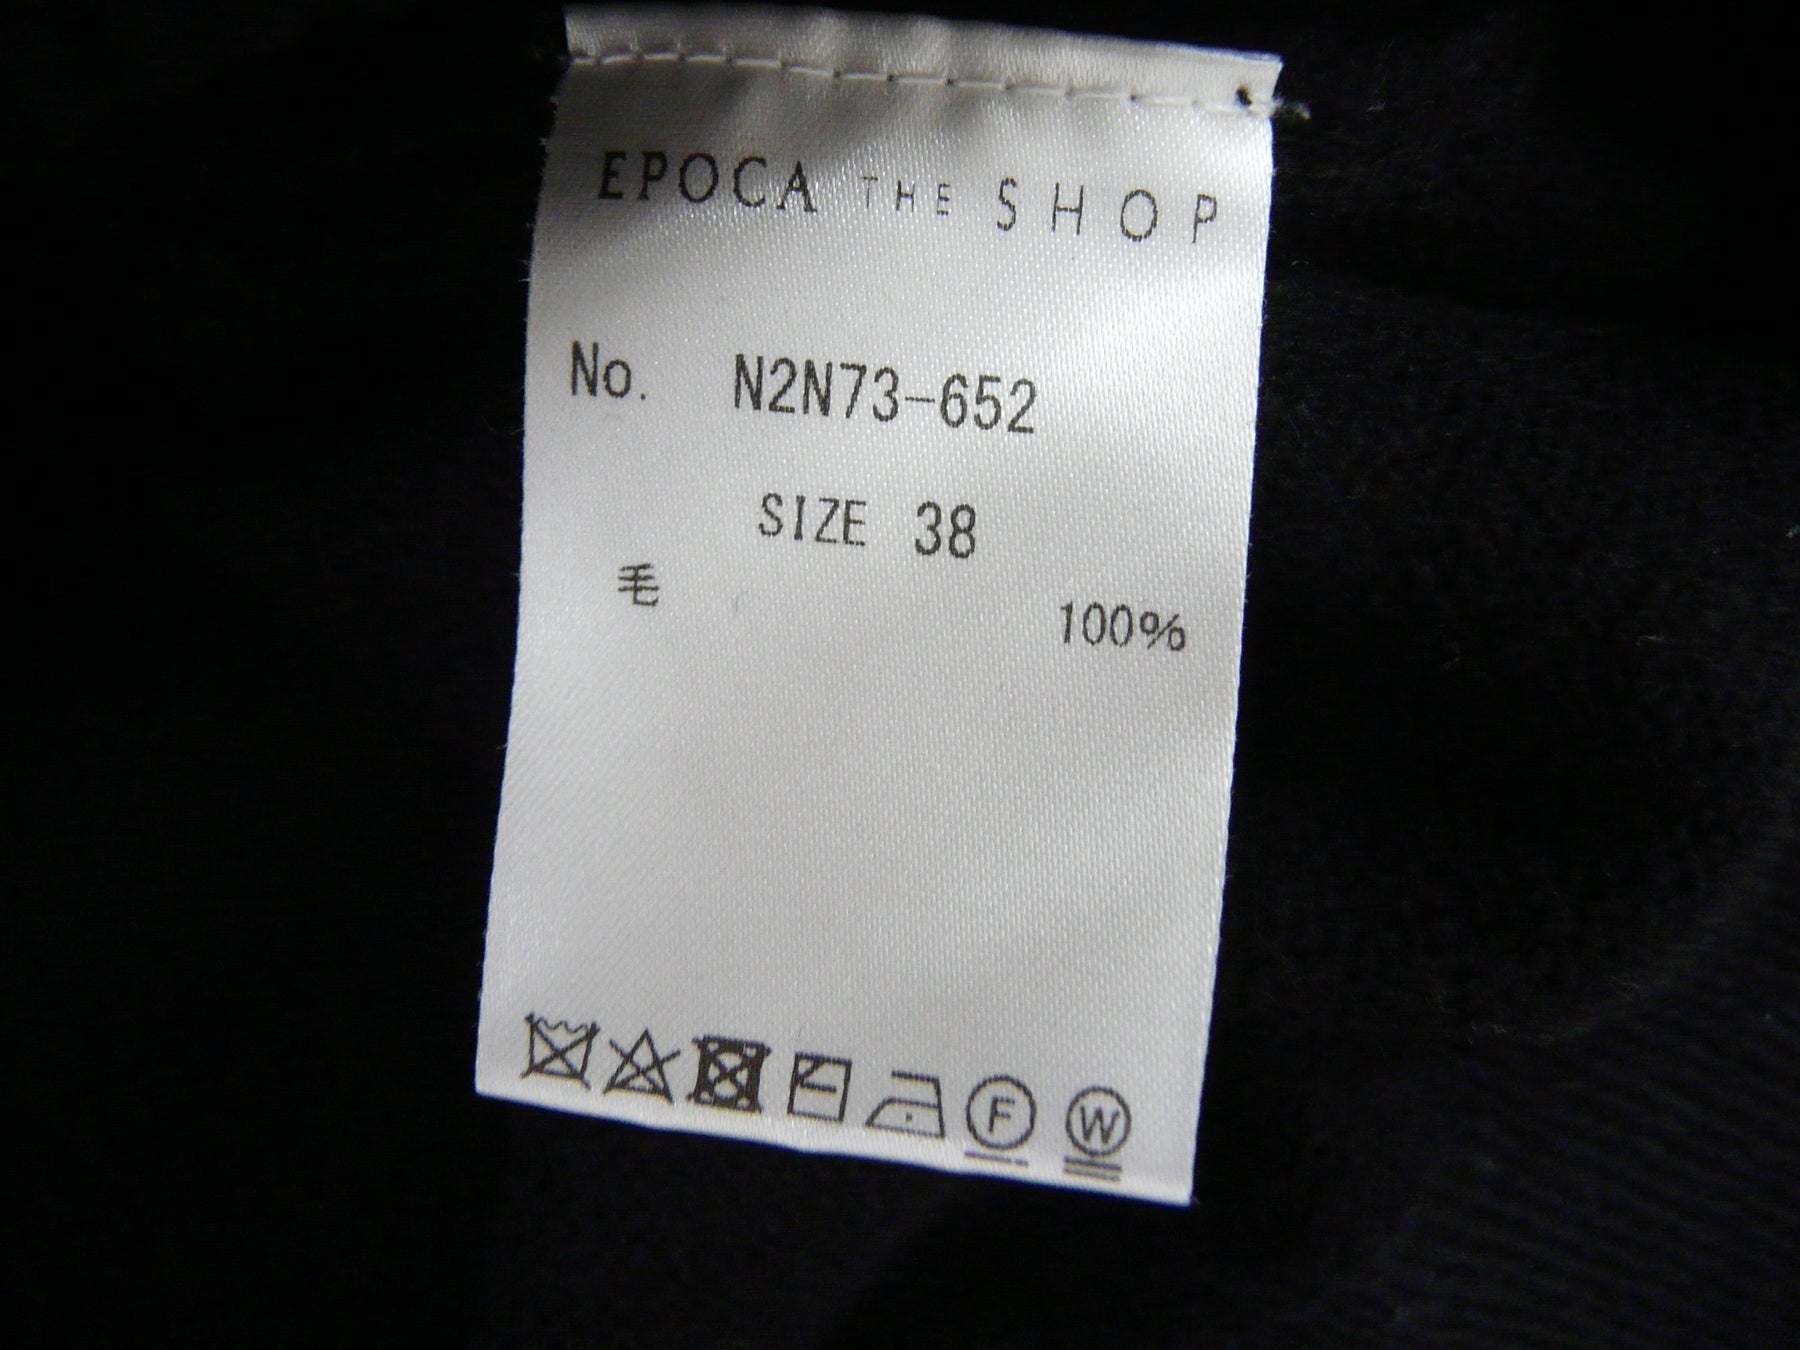 EPOCA THE SHOP
No. N2N73-652
SIZE 38
毛 100%
F W